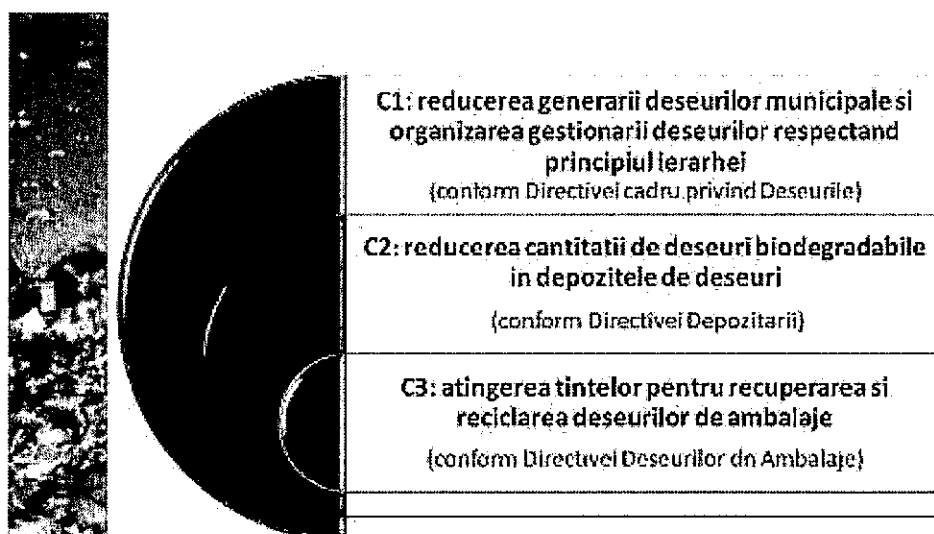 C1: reducerea generarii deseurilor municipale si
organizarea gestionarii deseurilor respectand
principiul ierarhei
(conform Directivei cadru privind Deseurile)
C2: reducerea cantitatii de deseuri biodegradabile
in depozitele de deseuri
(conform Directivei Depozitarii)
C3: atingerea tintelor pentru recuperarea si
reciclarea deseurilor de ambalaje
(conform Directivei Deseurilor dn Ambalaje)